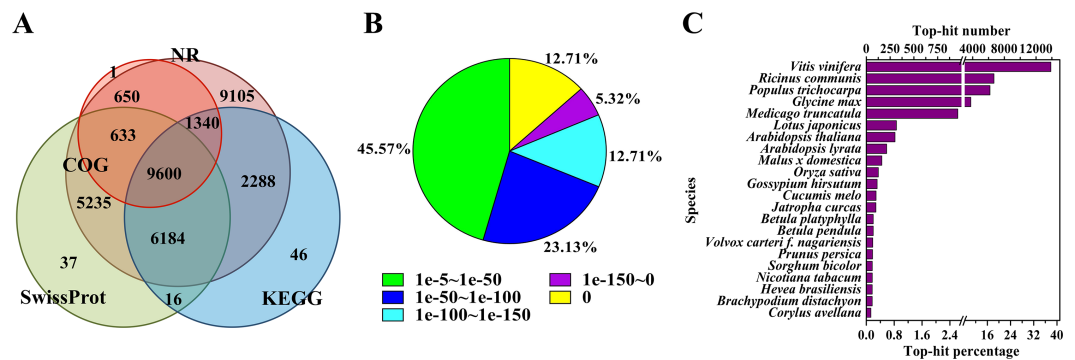 A
NR
1
650
9105
1340
633
COG
9600
2288
5235
6184
37
46
SwissProt
16
KEGG
B
12.71%
5.32%
12.71%
45.57%
23.13%
1e-5~1e-50
1e-150~0
1e-50~1e-100
0
1e-100~1e-150
C
Top-hit number
0 250 500 750 4000 8000 12000
Species
Vitis vinifera
Ricinus communis
Populus trichocarpa
Glycine max
Medicago truncatula
Lotus japonicus
Arabidopsis thaliana
Arabidopsis lyrata
Malus x domestica
Oryza sativa
Gossypium hirsutum
Cucumis melo
Jatropha curcas
Betula platyphylla
Betula pendula
Volvox carteri f. nagariensis
Prunus persica
Sorghum bicolor
Nicotiana tabacum
Hevea brasiliensis
Brachypodium distachyon
Corylus avellana
0.0 0.8 1.6 2.4 16 24 32 40
Top-hit percentage